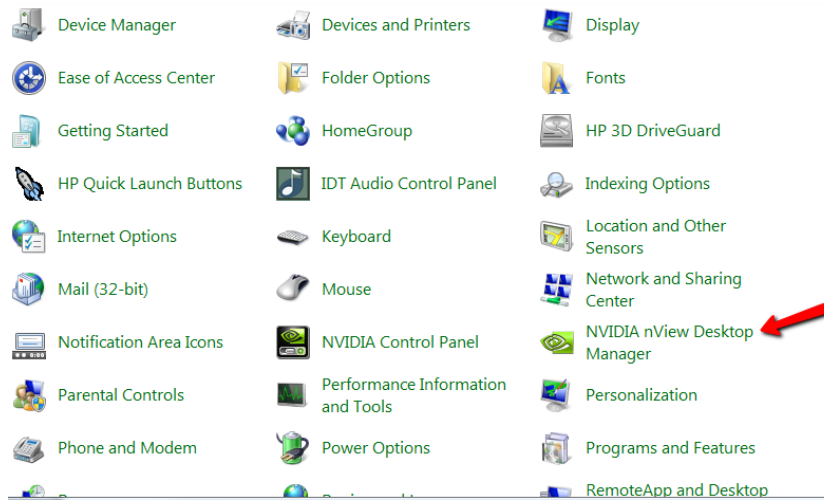 Device Manager
Devices and Printers
Display
Ease of Access Center
Folder Options
Fonts
Getting Started
HomeGroup
HP 3D DriveGuard
HP Quick Launch Buttons
IDT Audio Control Panel
Indexing Options
Internet Options
Keyboard
Location and Other
Sensors
Mail (32-bit)
Mouse
Network and Sharing
Center
Notification Area Icons
NVIDIA Control Panel
NVIDIA nView Desktop
Manager
Parental Controls
Performance Information
and Tools
Personalization
Phone and Modem
Power Options
Programs and Features
RemoteApp and Desktop